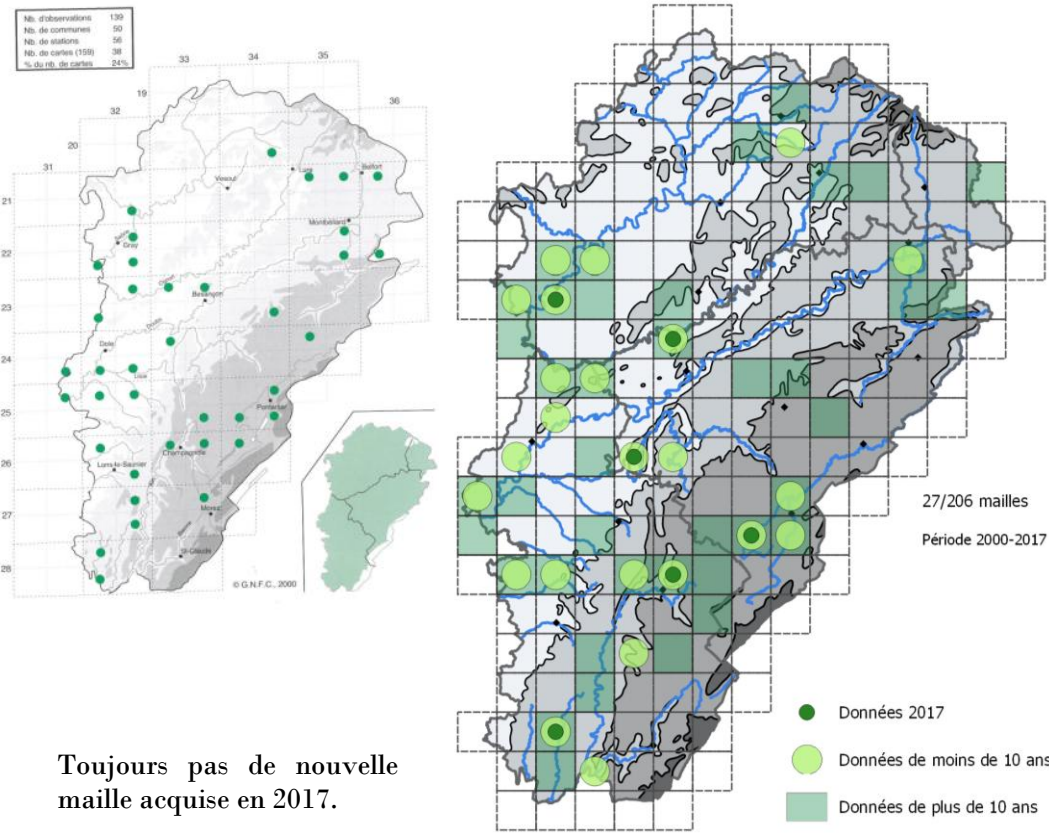 Nb. d'observations 139
Nb. de communes 50
Nb. de stations 56
Nb. de cartes (159) 38
% du nb. de cartes 24%
33
34
35
19
32
36
20
31
21
22
23
24
25
26
27
28
Vesoul
Lure
Belfort
Montbéliard
Saône
Gray
Ognon
Besançon
Doubs
Dole
Loue
Pontarlier
Champagnole
Lons-le-Saunier
Morez
St-Claude
© G.N.F.C., 2000
27/206 mailles
Période 2000-2017
Données 2017
Données de moins de 10 ans
Données de plus de 10 ans
Toujours pas de nouvelle
maille acquise en 2017.